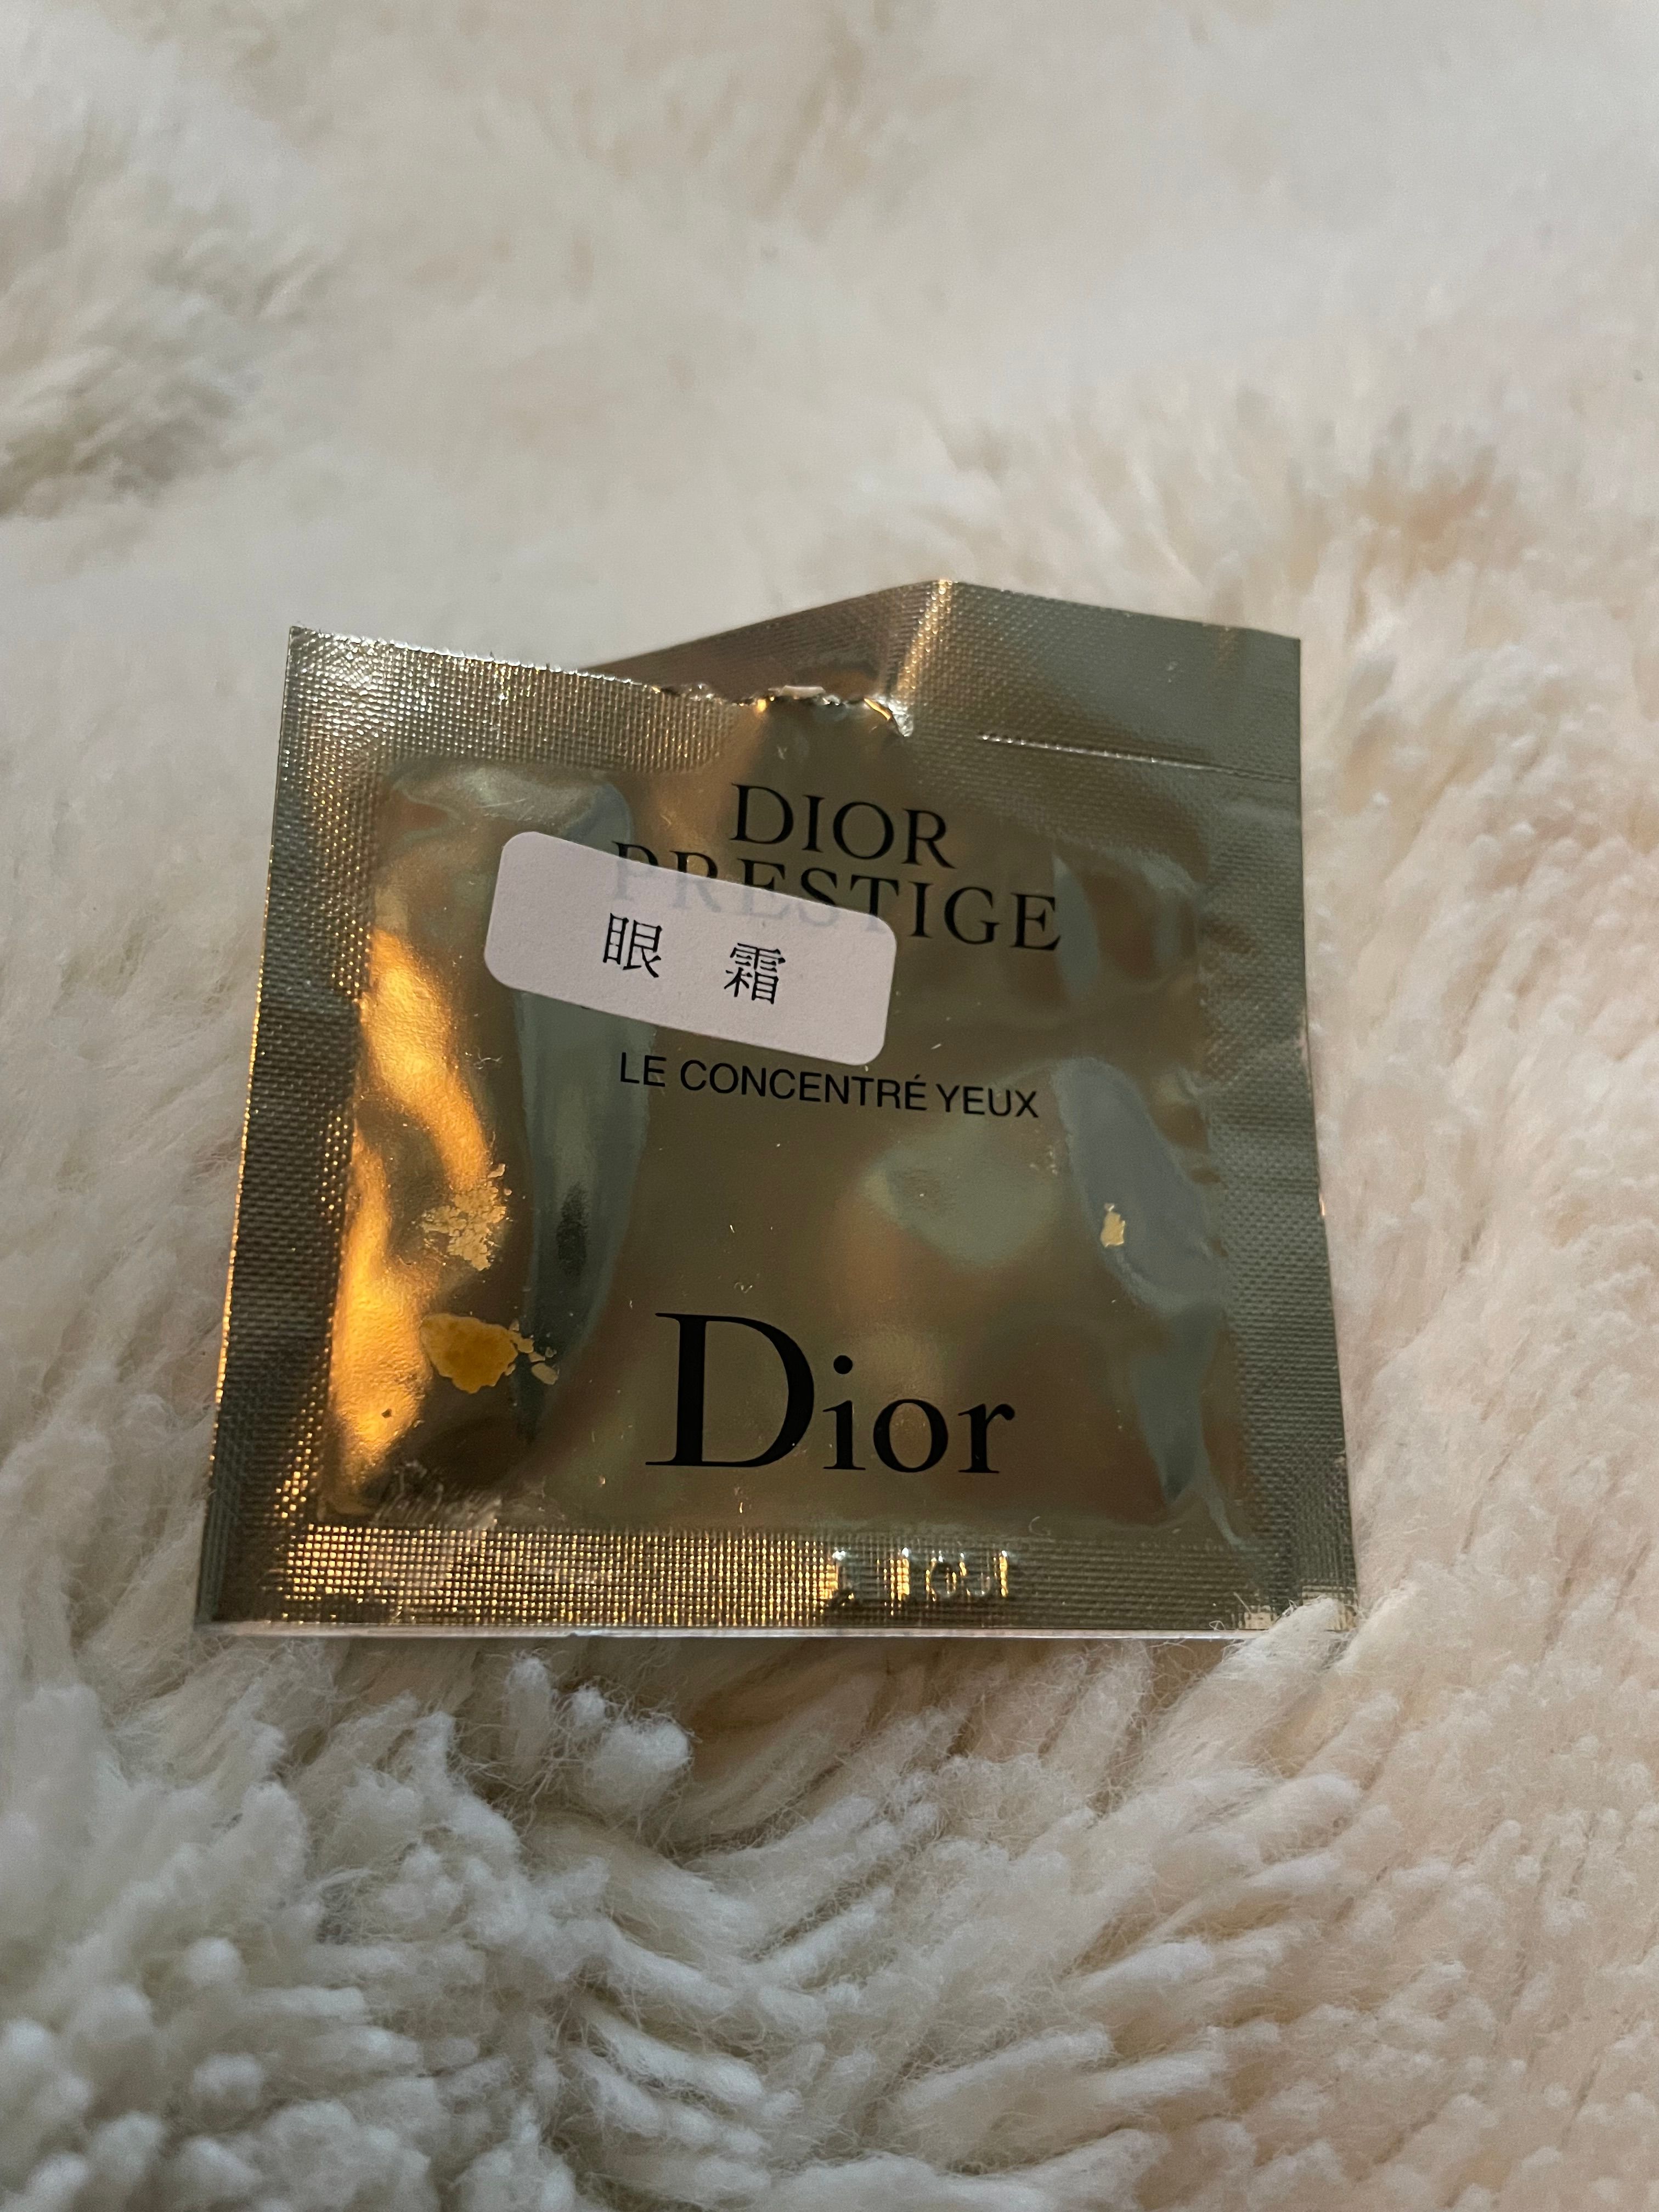 DIOR
PRESTIGE
眼 霜
LE CONCENTRÉ YEUX
Dior